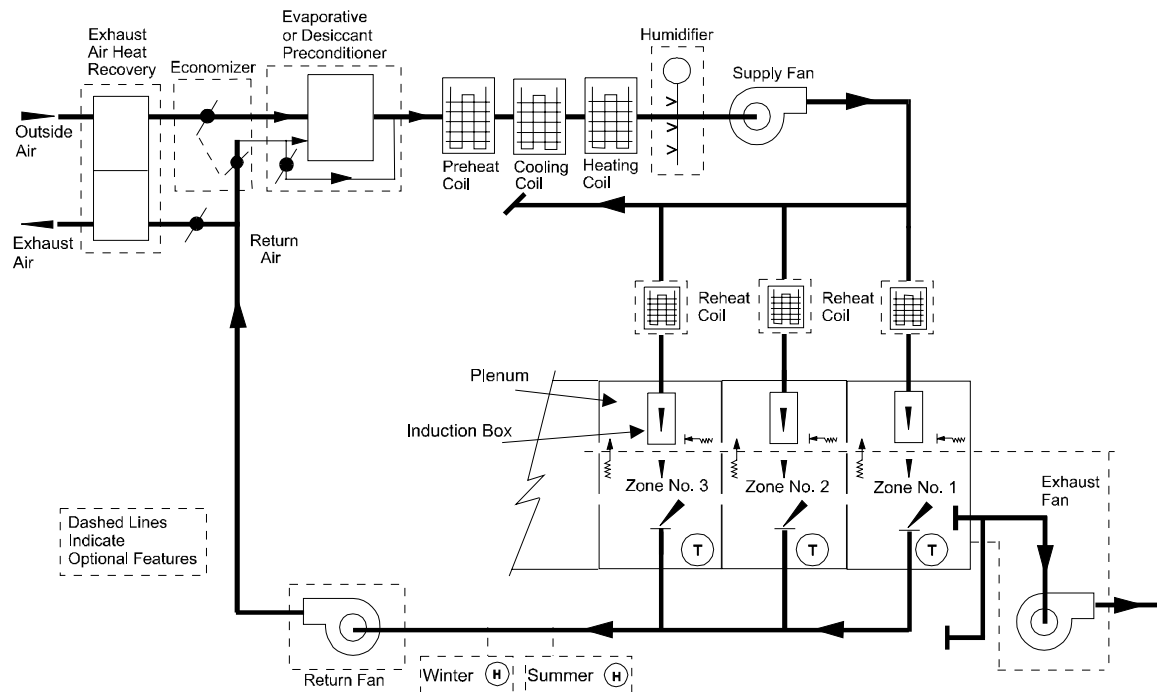 Exhaust
Air Heat
Recovery
Economizer
Evaporative
or Desiccant
Preconditioner
Humidifier
Supply Fan
Outside
Air
Preheat
Coil
Cooling
Coil
Heating
Coil
Exhaust
Air
Return
Air
Reheat
Coil
Reheat
Coil
Plenum
Induction Box
Zone No. 3
Zone No. 2
Zone No. 1
Exhaust
Fan
T
T
T
Dashed Lines
Indicate
Optional Features
Return Fan
Winter H
Summer H